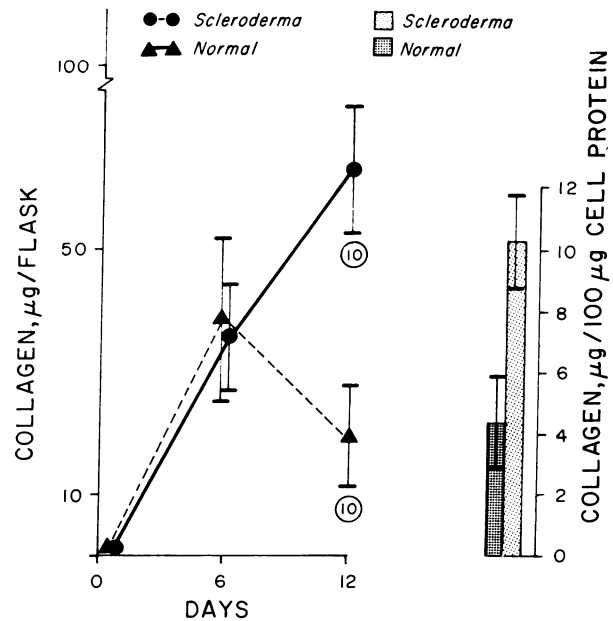 Scleroderma
Normal
Scleroderma
Normal
100
50
10
COLLAGEN, μg/FLASK
0
6
12
DAYS
10
10
12
10
8
6
4
2
0
COLLAGEN, μg/100 μg CELL PROTEIN